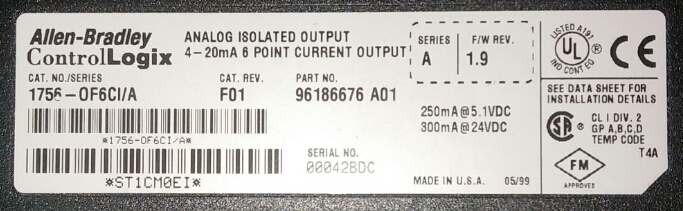 Allen-Bradley
ControlLogix
ANALOG ISOLATED OUTPUT
4-20mA 6 POINT CURRENT OUTPUT
SERIES
A
F/W REV.
1.9
CAT. NO./SERIES
1756-OF6CI/A
CAT. REV.
F01
PART NO.
96186676 A01
250mA@5.1VDC
300mA@24VDC
*1756-OF6CI/A*
*ST1CM0EI*
SERIAL NO.
00042BDC
MADE IN U.S.A. 05/99
LISTED A196
UL
IND CONT EQ
CE
SEE DATA SHEET FOR
INSTALLATION DETAILS
SA
CL I DIV. 2
GP A,B,C,D
TEMP CODE
T4A
FM
APPROVED